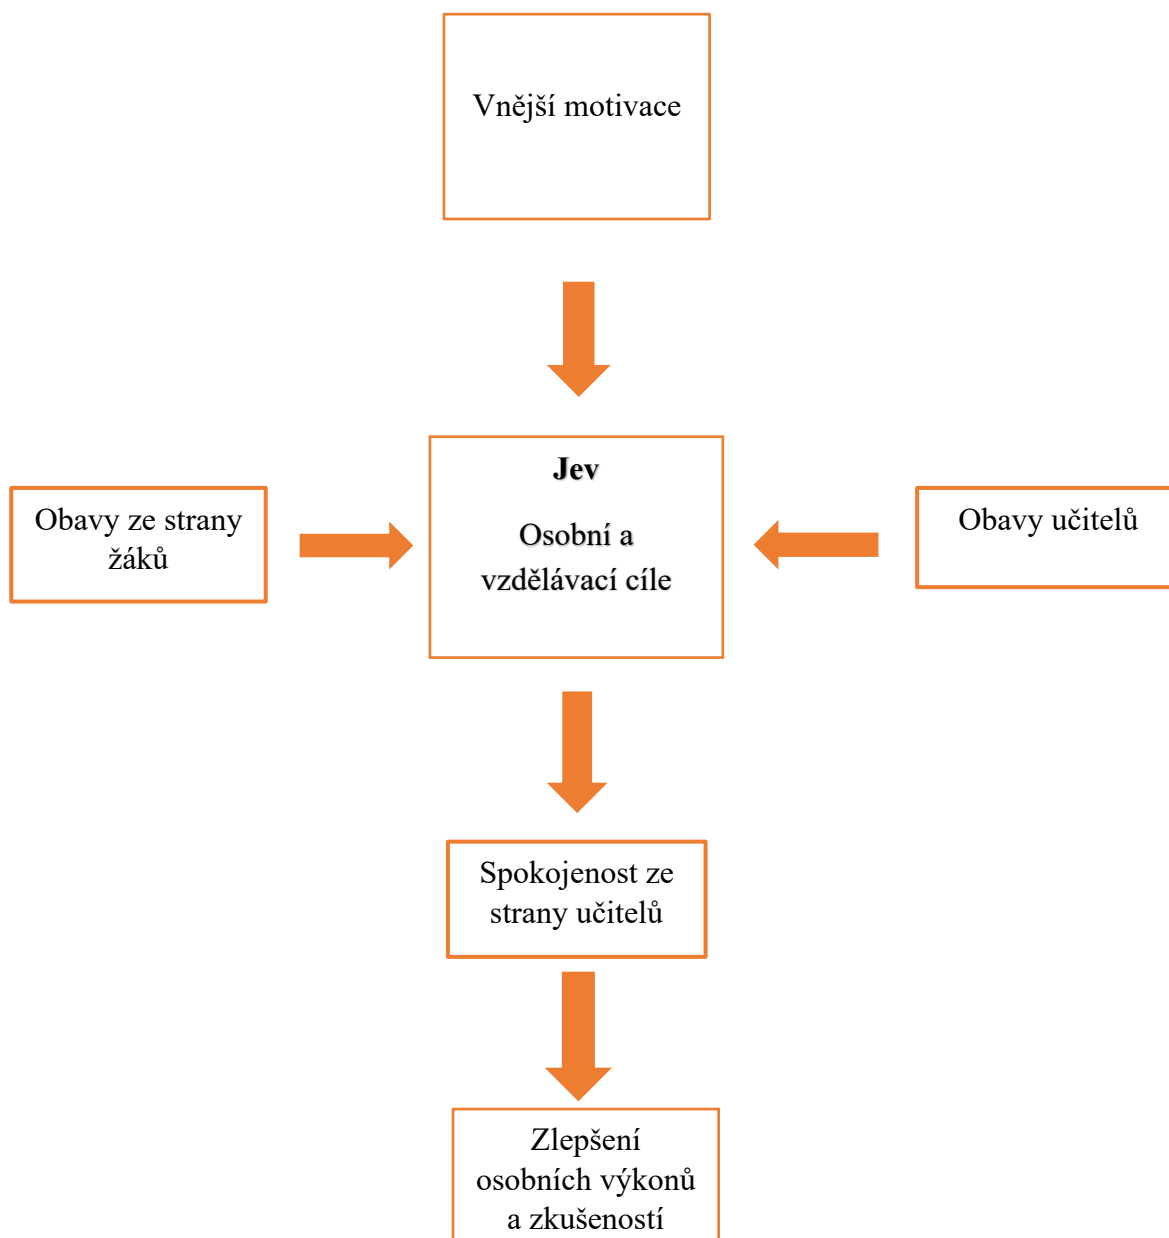 Vnější motivace
Obavy ze strany
žáků
Jev
Osobní a
vzdělávací cíle
Obavy učitelů
Spokojenost ze
strany učitelů
Zlepšení
osobních výkonů
a zkušeností